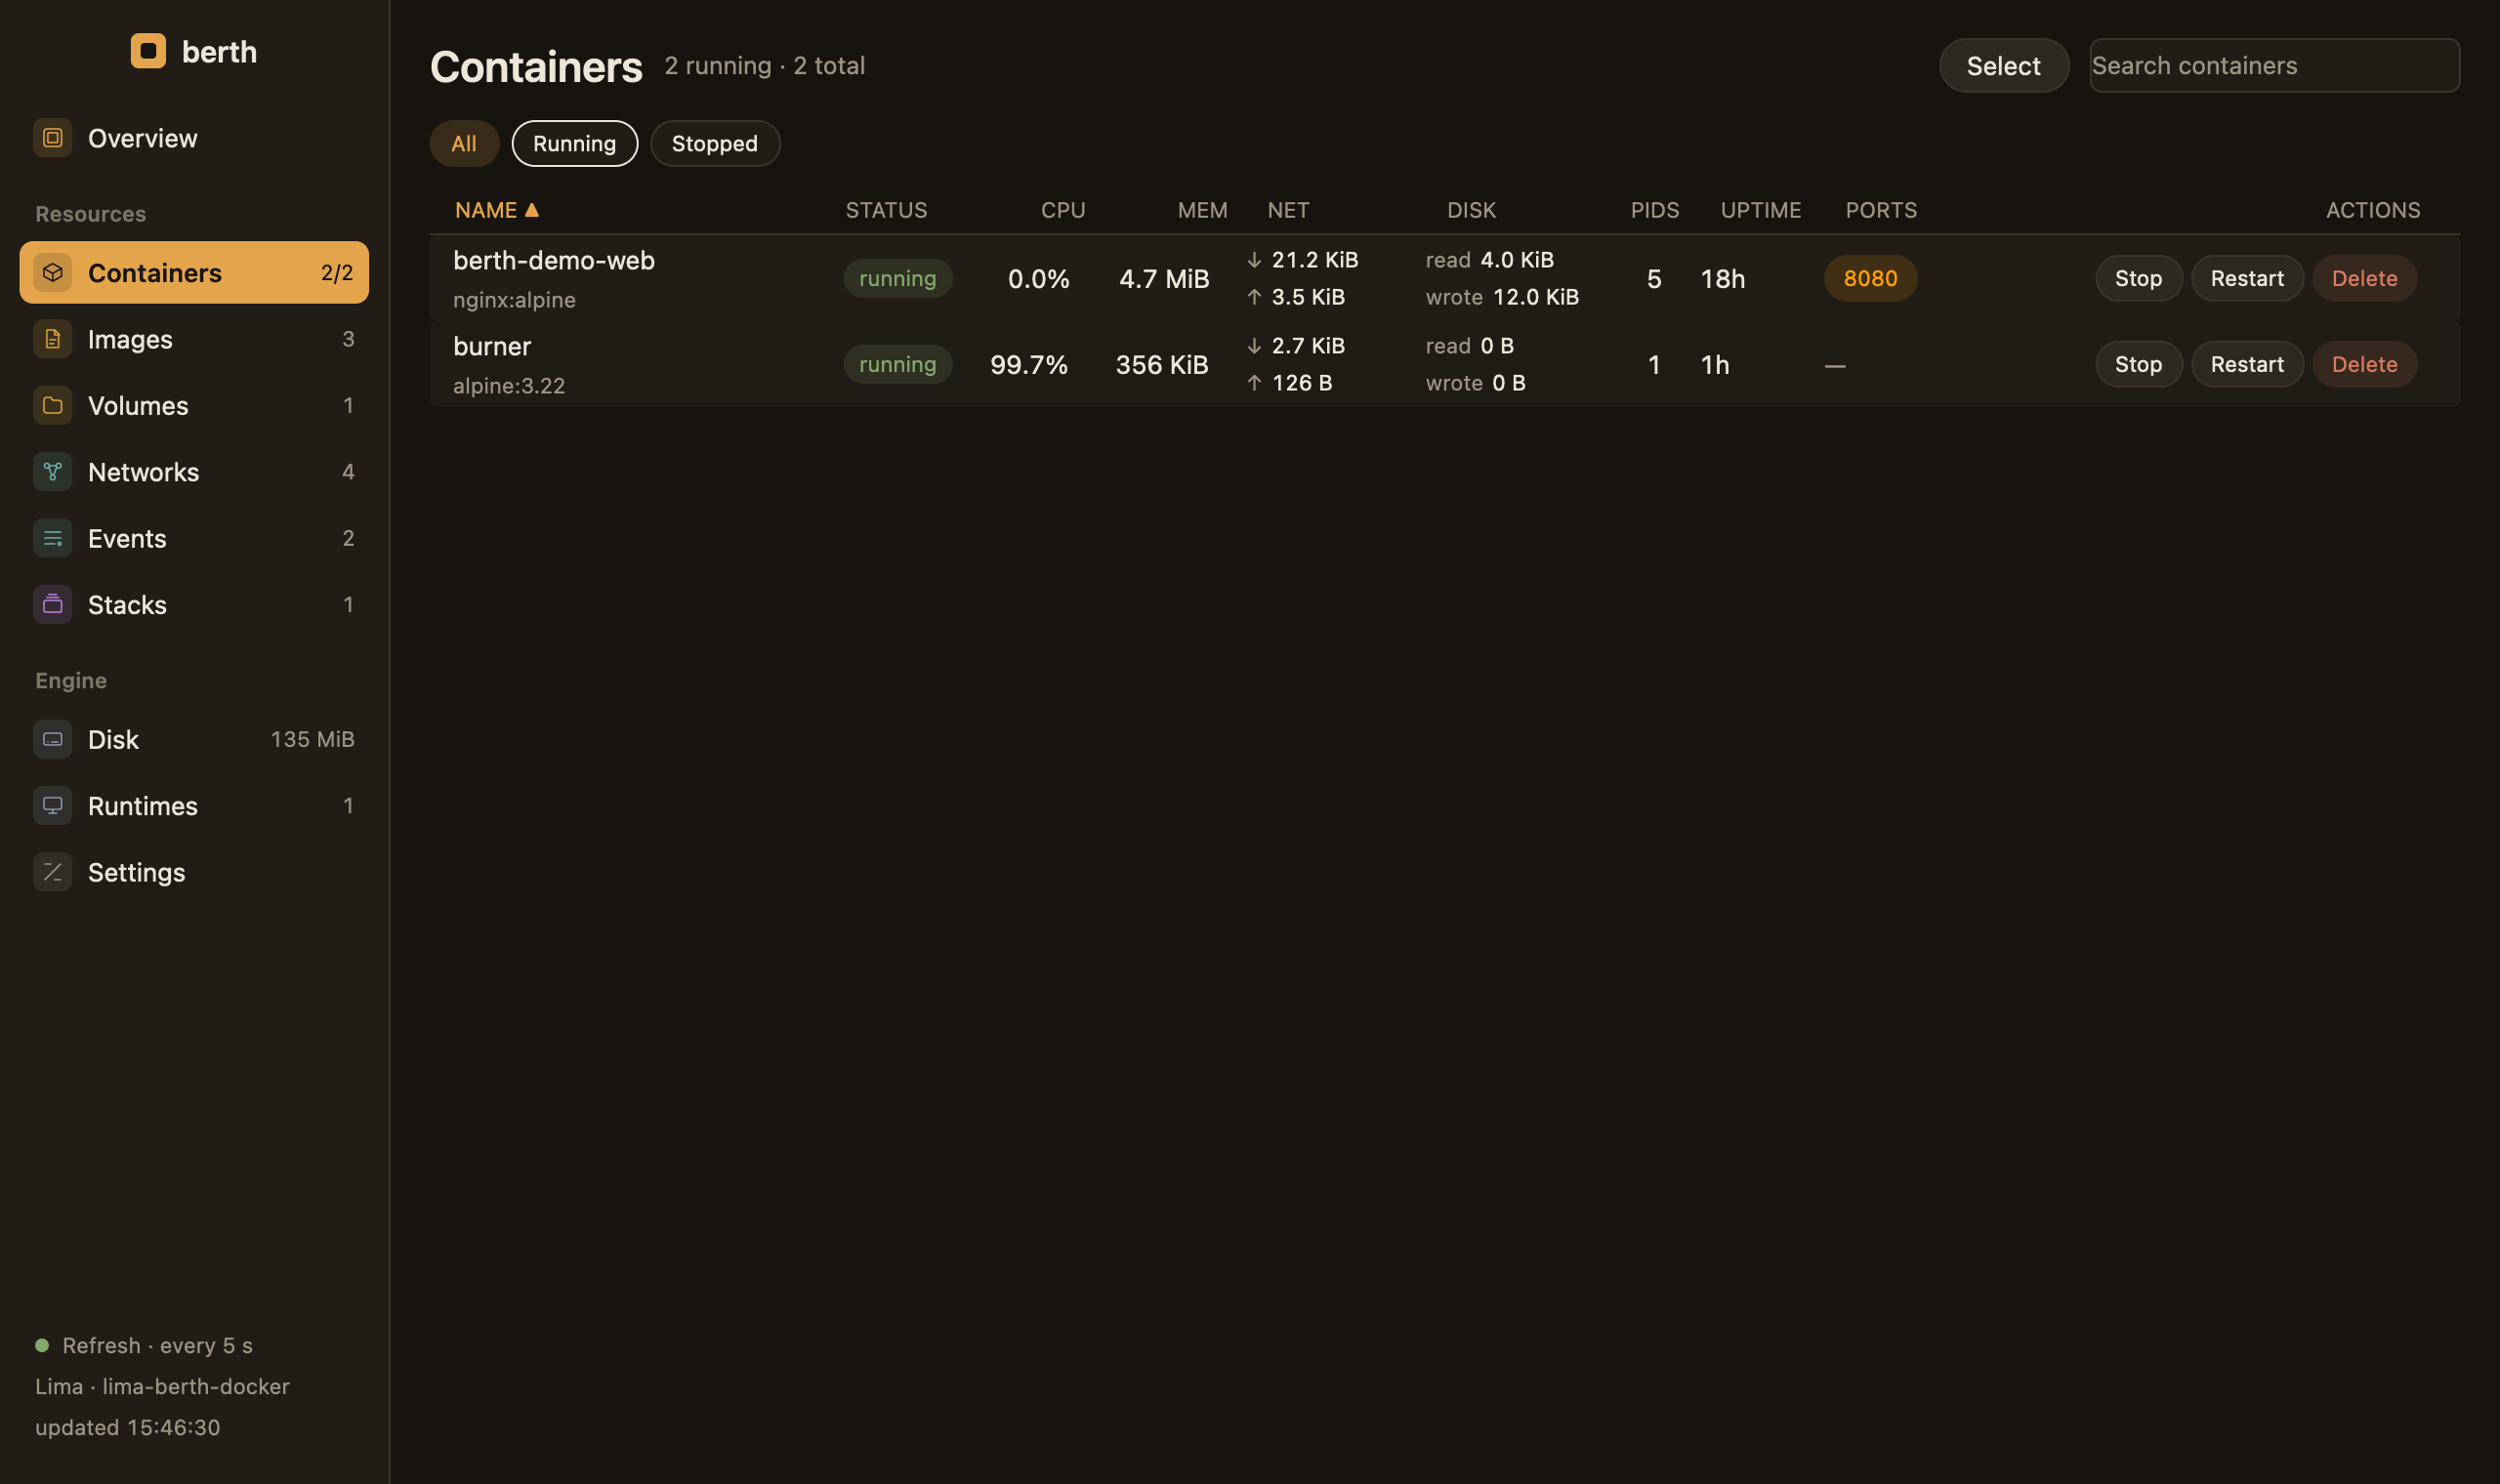 berth
Overview
Resources
Containers 2/2
Images 3
Volumes 1
Networks 4
Events 2
Stacks 1
Engine
Disk 135 MiB
Runtimes 1
Settings
Refresh · every 5 s
Lima · lima-berth-docker
updated 15:46:30
Containers 2 running · 2 total Select Search containers
All Running Stopped
NAME ▲ STATUS CPU MEM NET DISK PIDS UPTIME PORTS ACTIONS
berth-demo-web running 0.0% 4.7 MiB ↓ 21.2 KiB read 4.0 KiB 5 18h 8080 Stop Restart Delete
nginx:alpine ↑ 3.5 KiB wrote 12.0 KiB
burner running 99.7% 356 KiB ↓ 2.7 KiB read 0 B 1 1h — Stop Restart Delete
alpine:3.22 ↑ 126 B wrote 0 B